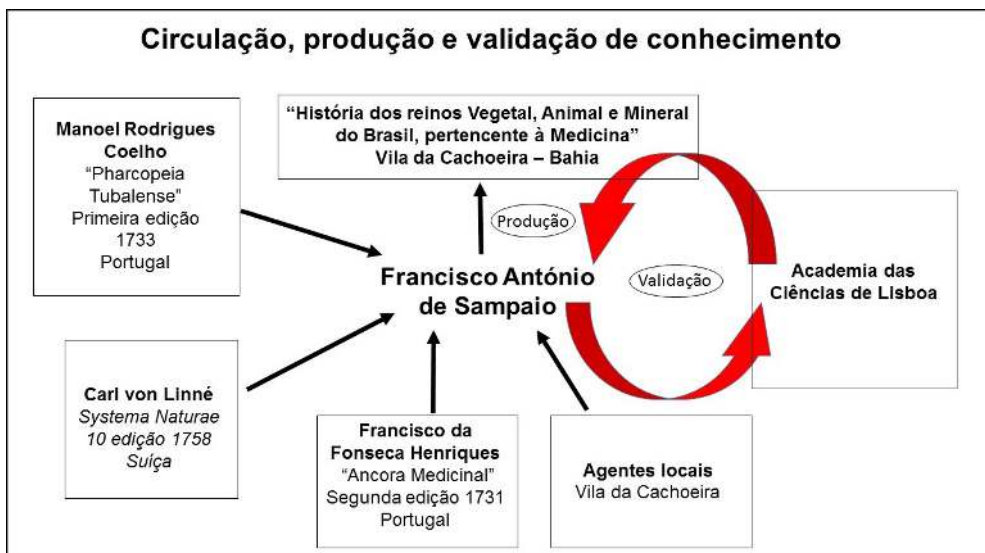 Circulação, produção e validação de conhecimento
Manoel Rodrigues
Coelho
“Pharcopeia
Tubalense”
Primeira edição
1733
Portugal
“História dos reinos Vegetal, Animal e Mineral
do Brasil, pertencente à Medicina”
Vila da Cachoeira – Bahia
Produção
Francisco António
de Sampaio
Validação
Academia das
Ciências de Lisboa
Carl von Linné
Systema Naturae
10 edição 1758
Suíça
Francisco da
Fonseca Henriques
“Ancora Medicinal”
Segunda edição 1731
Portugal
Agentes locais
Vila da Cachoeira